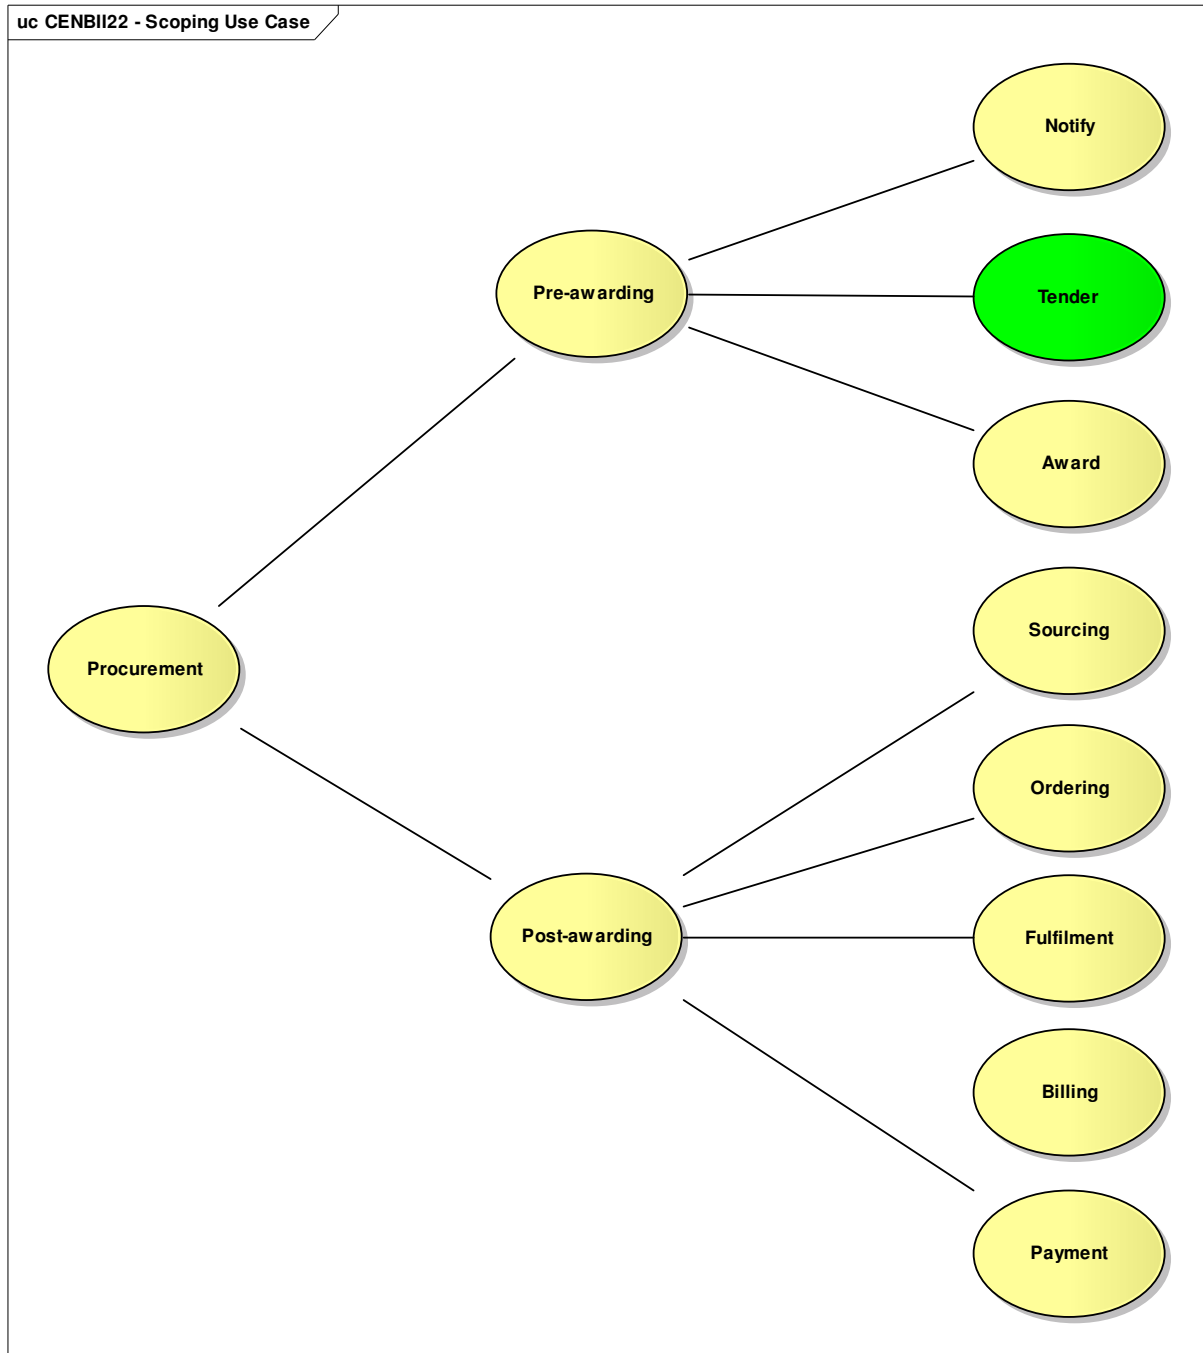 uc CENBII22 - Scoping Use Case
Notify
Pre-awarding
Tender
Award
Sourcing
Procurement
Ordering
Post-awarding
Fulfilment
Billing
Payment